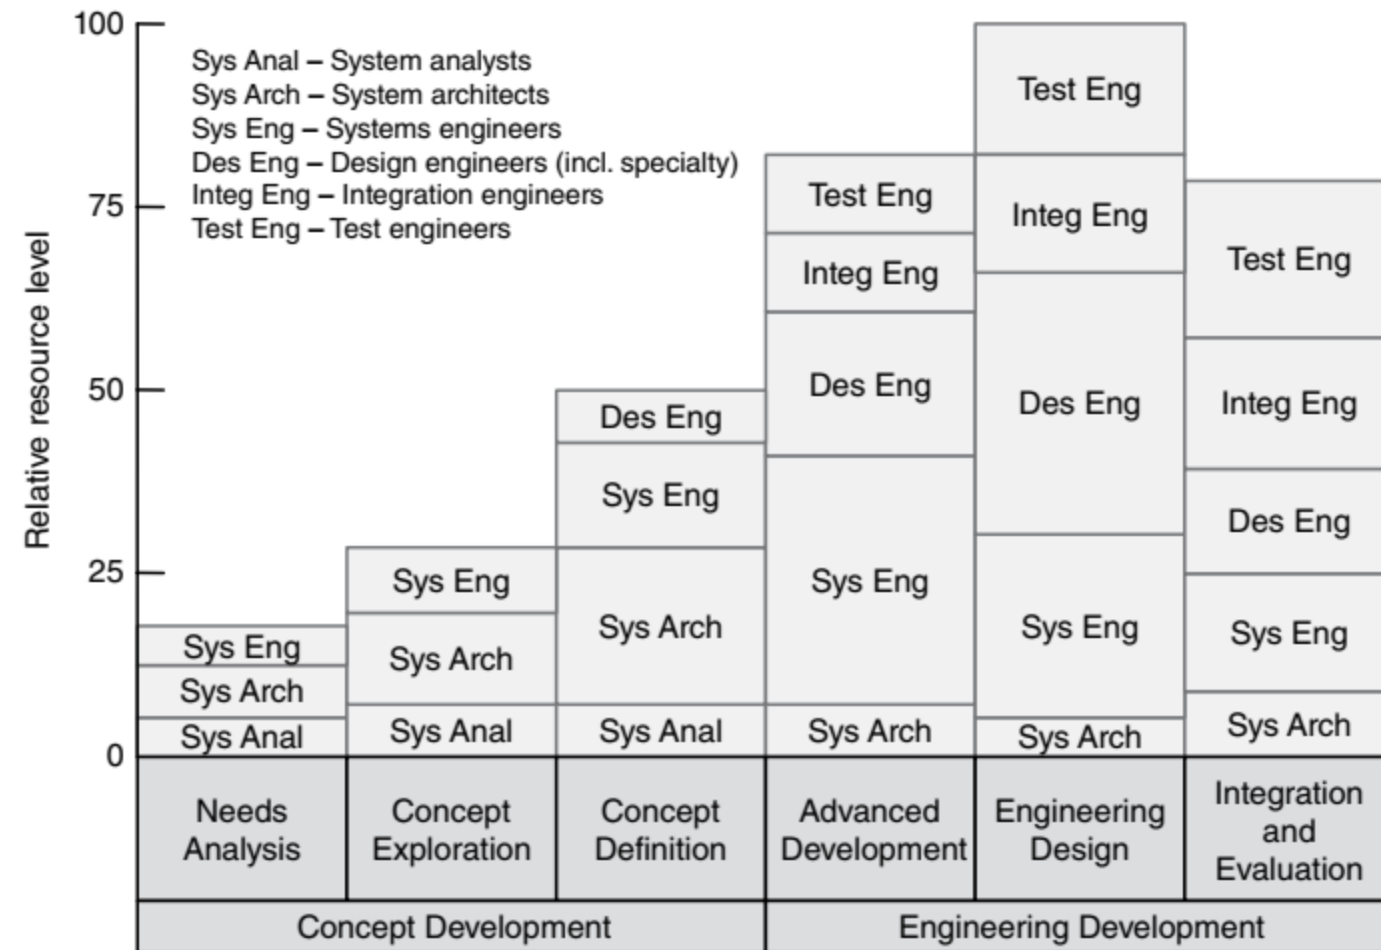 100
75
50
25
0
Relative resource level
Sys Anal – System analysts
Sys Arch – System architects
Sys Eng – Systems engineers
Des Eng – Design engineers (incl. specialty)
Integ Eng – Integration engineers
Test Eng – Test engineers
Sys Eng
Sys Arch
Sys Anal
Sys Eng
Sys Arch
Sys Anal
Des Eng
Sys Eng
Sys Arch
Sys Anal
Test Eng
Integ Eng
Des Eng
Sys Eng
Sys Arch
Test Eng
Integ Eng
Des Eng
Sys Eng
Sys Arch
Test Eng
Integ Eng
Des Eng
Sys Eng
Sys Arch
Needs
Analysis
Concept
Exploration
Concept
Definition
Advanced
Development
Engineering
Design
Integration
and
Evaluation
Concept Development
Engineering Development